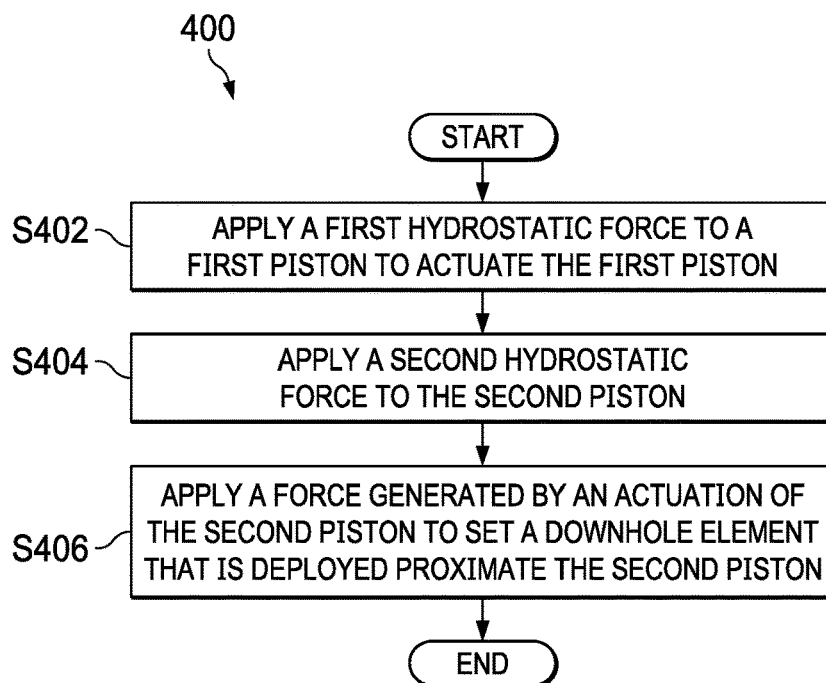 400
START
S402
APPLY A FIRST HYDROSTATIC FORCE TO A
FIRST PISTON TO ACTUATE THE FIRST PISTON
S404
APPLY A SECOND HYDROSTATIC
FORCE TO THE SECOND PISTON
S406
APPLY A FORCE GENERATED BY AN ACTUATION OF
THE SECOND PISTON TO SET A DOWNHOLE ELEMENT
THAT IS DEPLOYED PROXIMATE THE SECOND PISTON
END